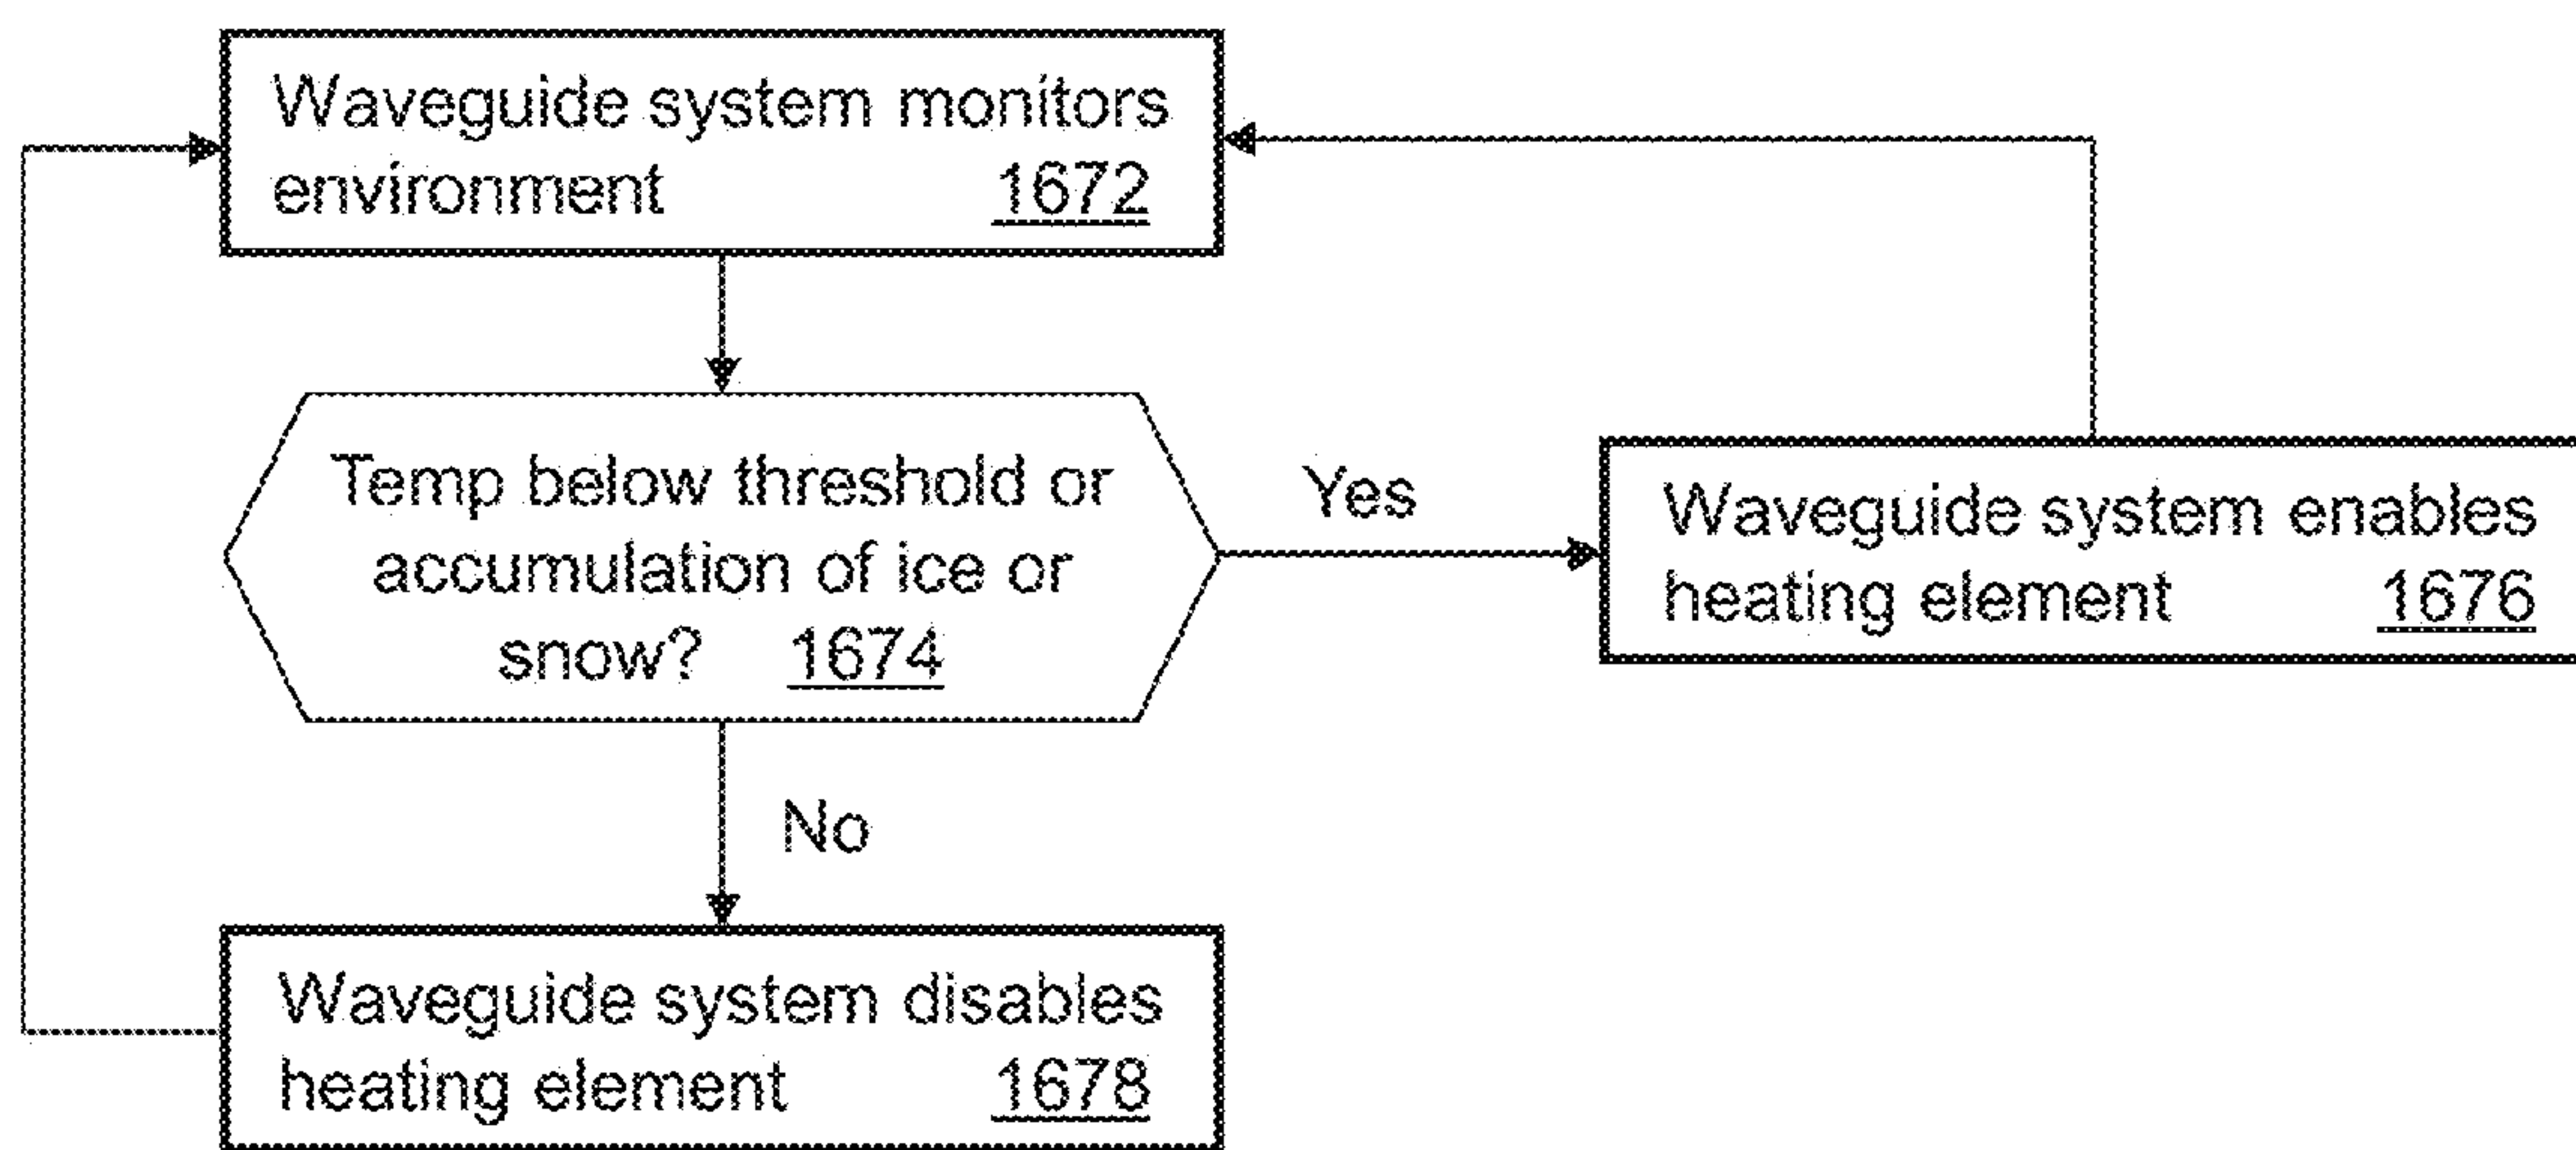 Waveguide system monitors
environment 1672
Temp below threshold or
accumulation of ice or
snow? 1674
Yes
Waveguide system enables
heating element 1676
No
Waveguide system disables
heating element 1678